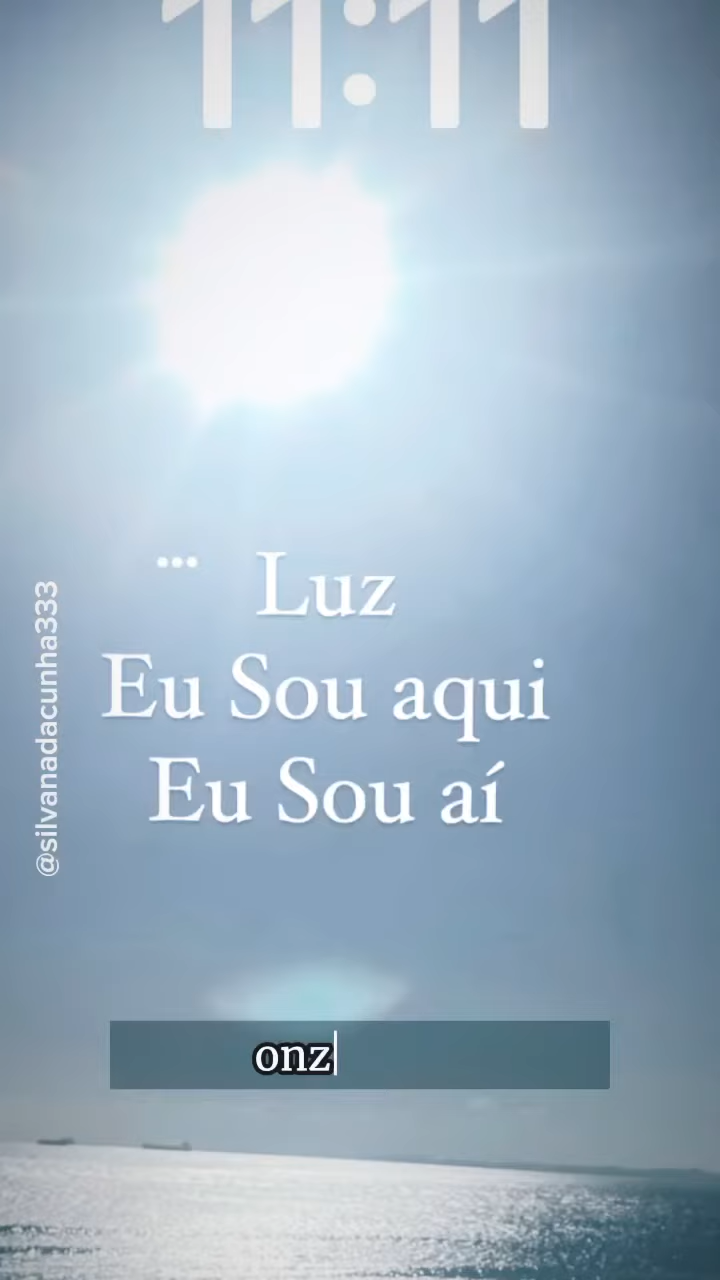 11:11
... Luz
Eu Sou aqui
Eu Sou aí
@silvanadacunha333
onz